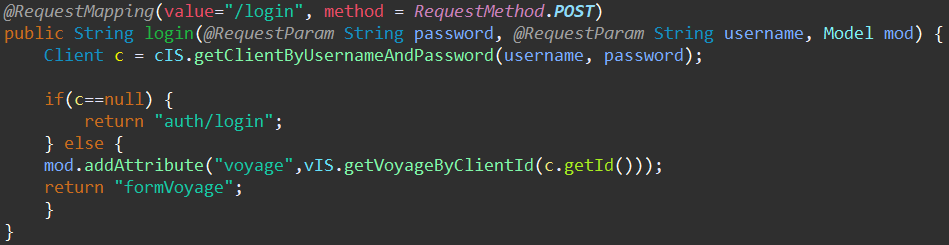 @RequestMapping(value="/login", method = RequestMethod.POST)
public String login(@RequestParam String password, @RequestParam String username, Model mod) {
    Client c = cIS.getClientByUsernameAndPassword(username, password);

    if(c==null) {
        return "auth/login";
    } else {
    mod.addAttribute("voyage",vIS.getVoyageByClientId(c.getId()));
    return "formVoyage";
    }
}